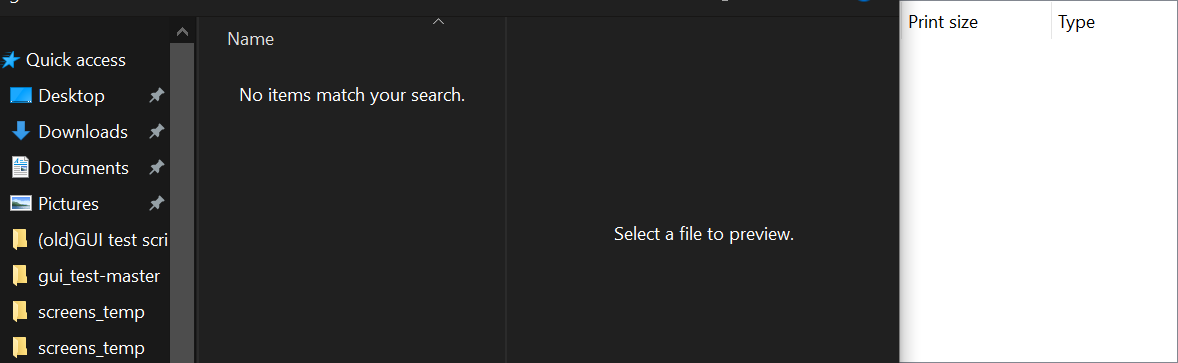 Print size Type
Name
Quick access
No items match your search.
Desktop
Downloads
Documents
Pictures
Select a file to preview.
(old)GUI test scri
gui_test-master
screens_temp
screens_temp